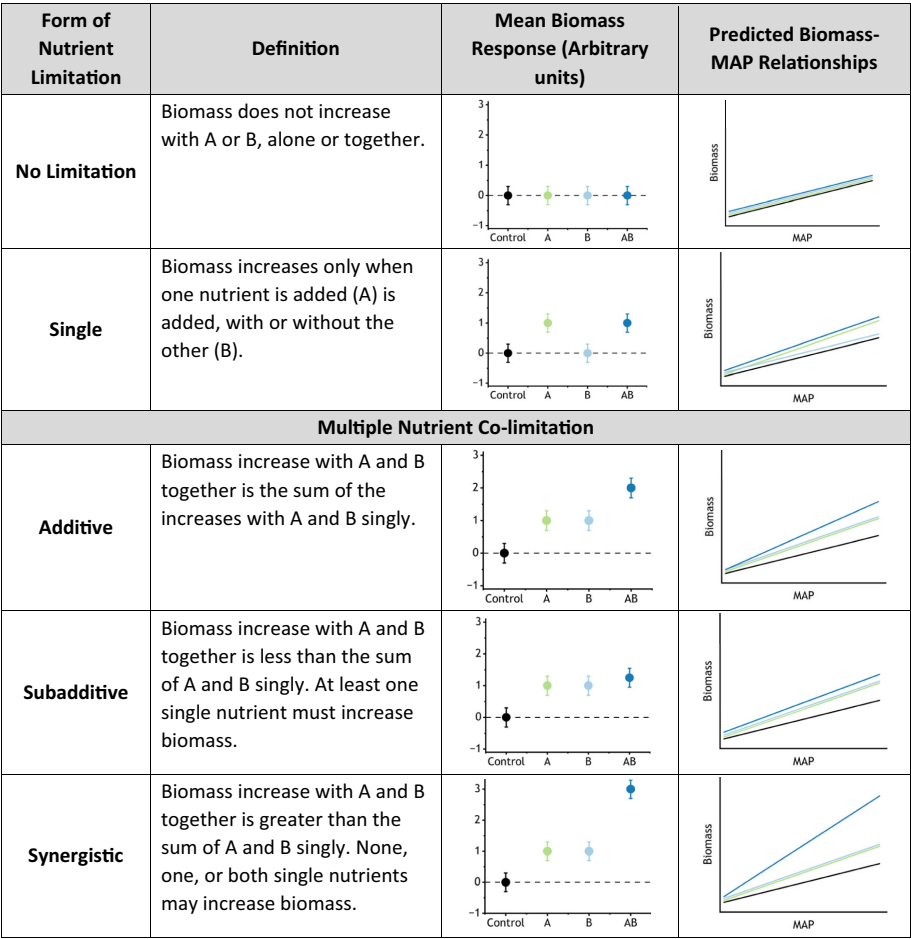 Form of
Nutrient
Limitation
Definition
Mean Biomass
Response (Arbitrary
units)
Predicted Biomass-
MAP Relationships
No Limitation
Biomass does not increase
with A or B, alone or together.
3
2
1
0
−1
Control A B AB
Biomass
MAP
Single
Biomass increases only when
one nutrient is added (A) is
added, with or without the
other (B).
3
2
1
0
−1
Control A B AB
Biomass
MAP
Multiple Nutrient Co-limitation
Additive
Biomass increase with A and B
together is the sum of the
increases with A and B singly.
3
2
1
0
−1
Control A B AB
Biomass
MAP
Subadditive
Biomass increase with A and B
together is less than the sum
of A and B singly. At least one
single nutrient must increase
biomass.
3
2
1
0
−1
Control A B AB
Biomass
MAP
Synergistic
Biomass increase with A and B
together is greater than the
sum of A and B singly. None,
one, or both single nutrients
may increase biomass.
3
2
1
0
−1
Control A B AB
Biomass
MAP